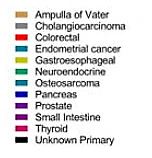 Ampulla of Vater
Cholangiocarcinoma
Colorectal
Endometrial cancer
Gastroesophageal
Neuroendocrine
Osteosarcoma
Pancreas
Prostate
Small Intestine
Thyroid
Unknown Primary